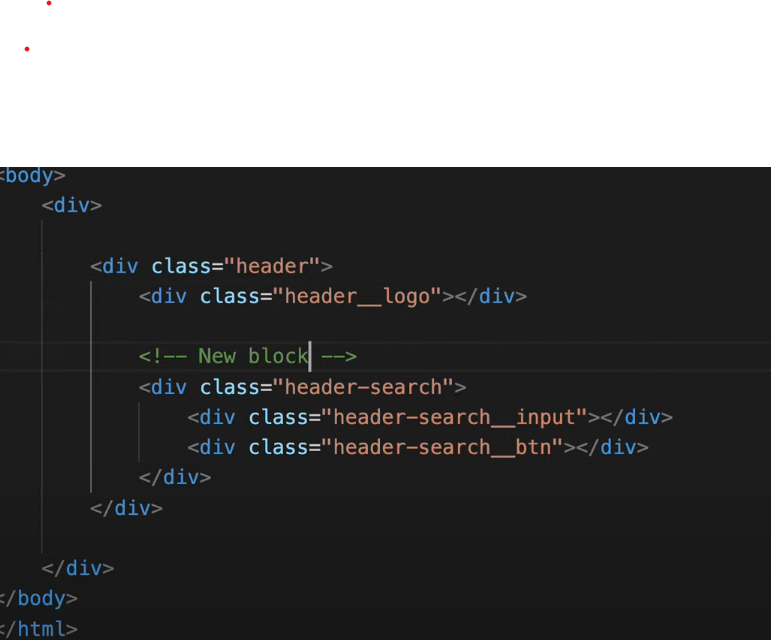 <body>
<div>
<div class="header">
<div class="header__logo"></div>
<!-- New block -->
<div class="header-search">
<div class="header-search__input"></div>
<div class="header-search__btn"></div>
</div>
</div>
</div>
</body>
</html>